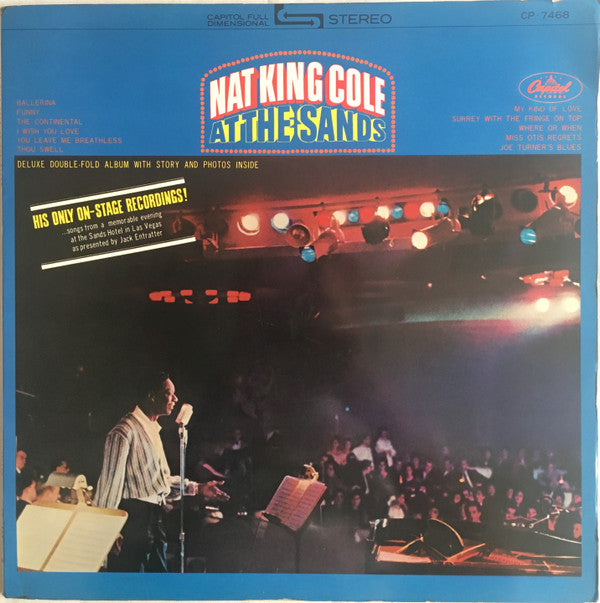 CAPITOL FULL
DIMENSIONAL
STEREO
CP 7468
NAT KING COLE
AT THE SANDS
BALLERINA
FUNNY
THE CONTINENTAL
I WISH YOU LOVE
YOU LEAVE ME BREATHLESS
THOU SWELL
Capitol
RECORDS
MY KIND OF LOVE
SURREY WITH THE FRINGE ON TOP
WHERE OR WHEN
MISS OTIS REGRETS
JOE TURNER'S BLUES
DELUXE DOUBLE-FOLD ALBUM WITH STORY AND PHOTOS INSIDE
HIS ONLY ON-STAGE RECORDINGS!
...songs from a memorable evening
at the Sands Hotel in Las Vegas
as presented by Jack Entratter